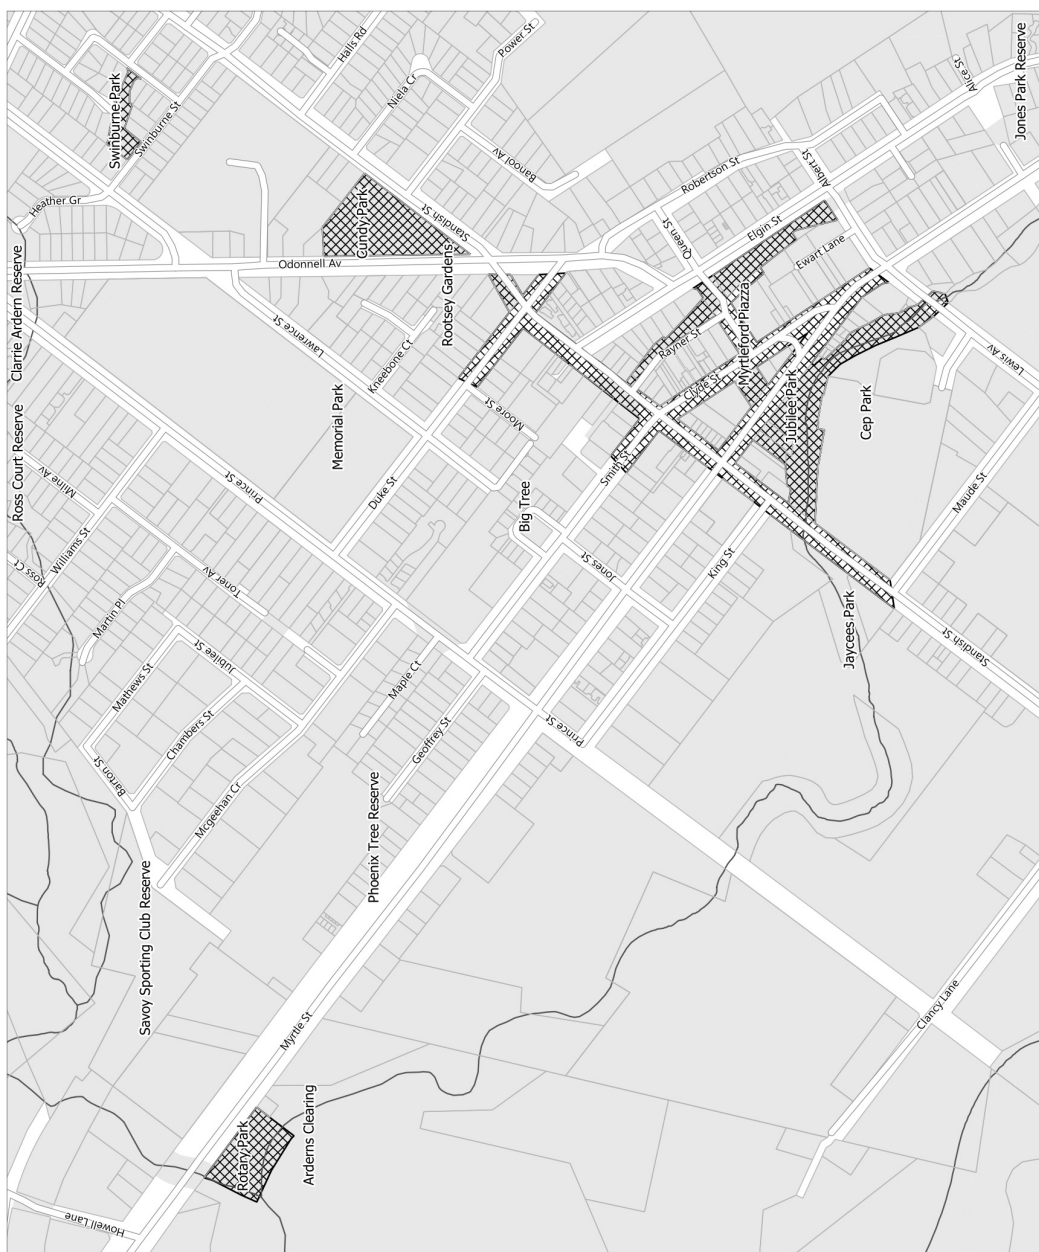 Halls Rd
Power St
Niela Cr
Alice St
Jones Park Reserve
Swinburne Park
Swinburne St
Banool Av
Robertson St
Albert St
Heather Gr
Cundy Park
Standish St
Queen St
Elgin St
Ewart Lane
Clarrie Ardern Reserve
Odonnell Av
Rootsey Gardens
Lawrence St
Kneebone Ct
Rayner St
Myrtleford Piazza
Clyde St
Lewis Av
Ross Court Reserve
Memorial Park
Moore St
Jubilee Park
Cep Park
Milne Av
Prince St
Duke St
Smith St
Maude St
Williams St
Ross Ct
Big Tree
Toner Av
Jones St
King St
Martin Pl
Jaycees Park
Standish St
Mathews St
Jubilee St
Maple Ct
Chambers St
Geoffrey St
Prince St
Barton St
Mcgeehan Cr
Phoenix Tree Reserve
Savoy Sporting Club Reserve
Myrtle St
Clancy Lane
Rotary Park
Arderns Clearing
Howell Lane